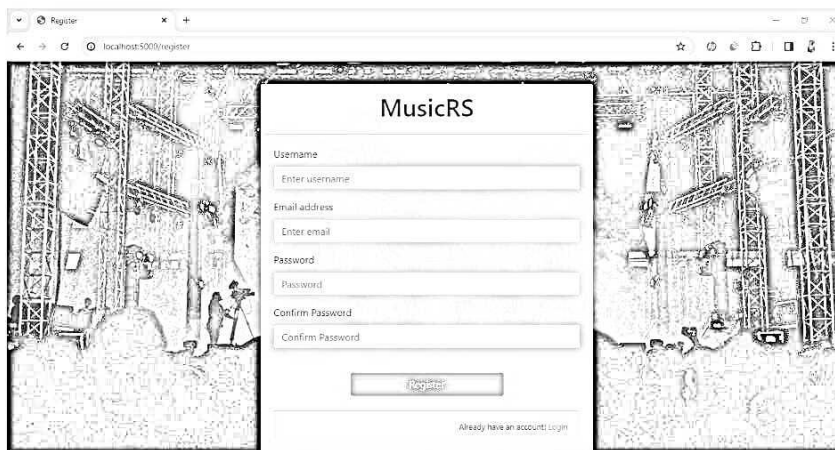 Register
localhost:5000/register
MusicRS
Username
Enter username
Email address
Enter email
Password
Password
Confirm Password
Confirm Password
Register
Already have an account! Login